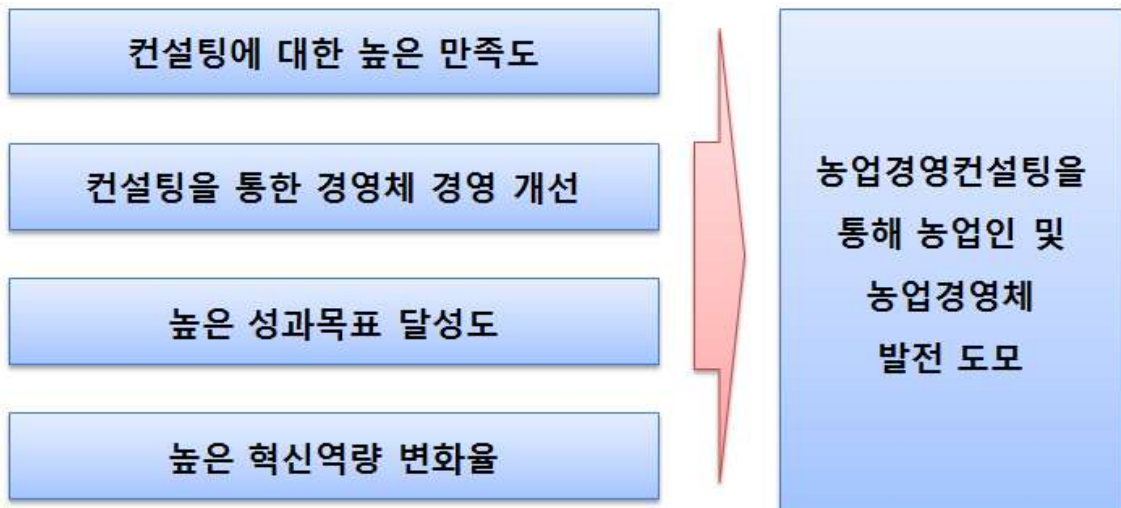 컨설팅에 대한 높은 만족도
컨설팅을 통한 경영체 경영 개선
높은 성과목표 달성도
높은 혁신역량 변화율
농업경영컨설팅을
통해 농업인 및
농업경영체
발전 도모